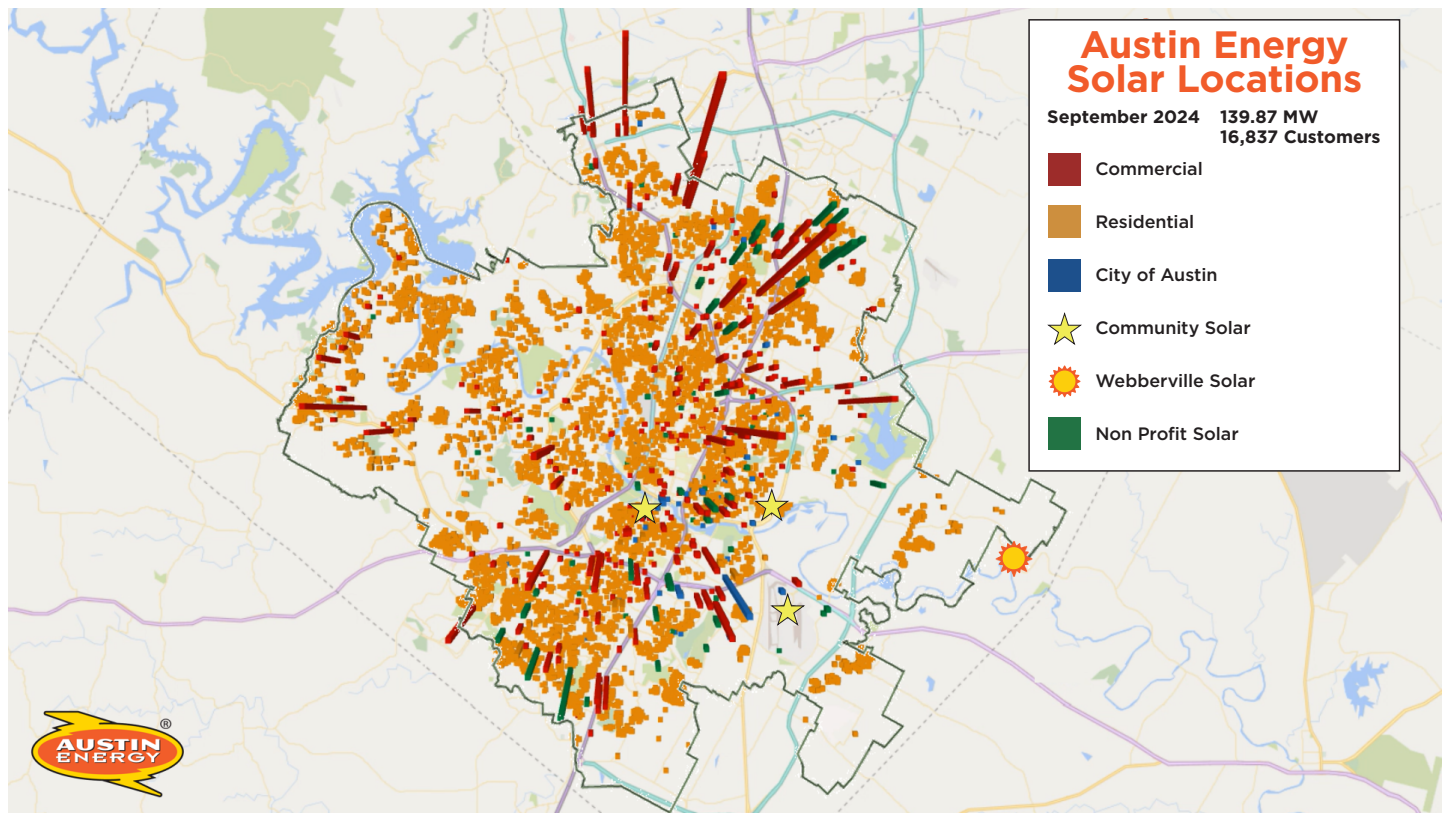 Austin Energy
Solar Locations
September 2024 139.87 MW
16,837 Customers
Commercial
Residential
City of Austin
Community Solar
Webberville Solar
Non Profit Solar
AUSTIN ®
ENERGY